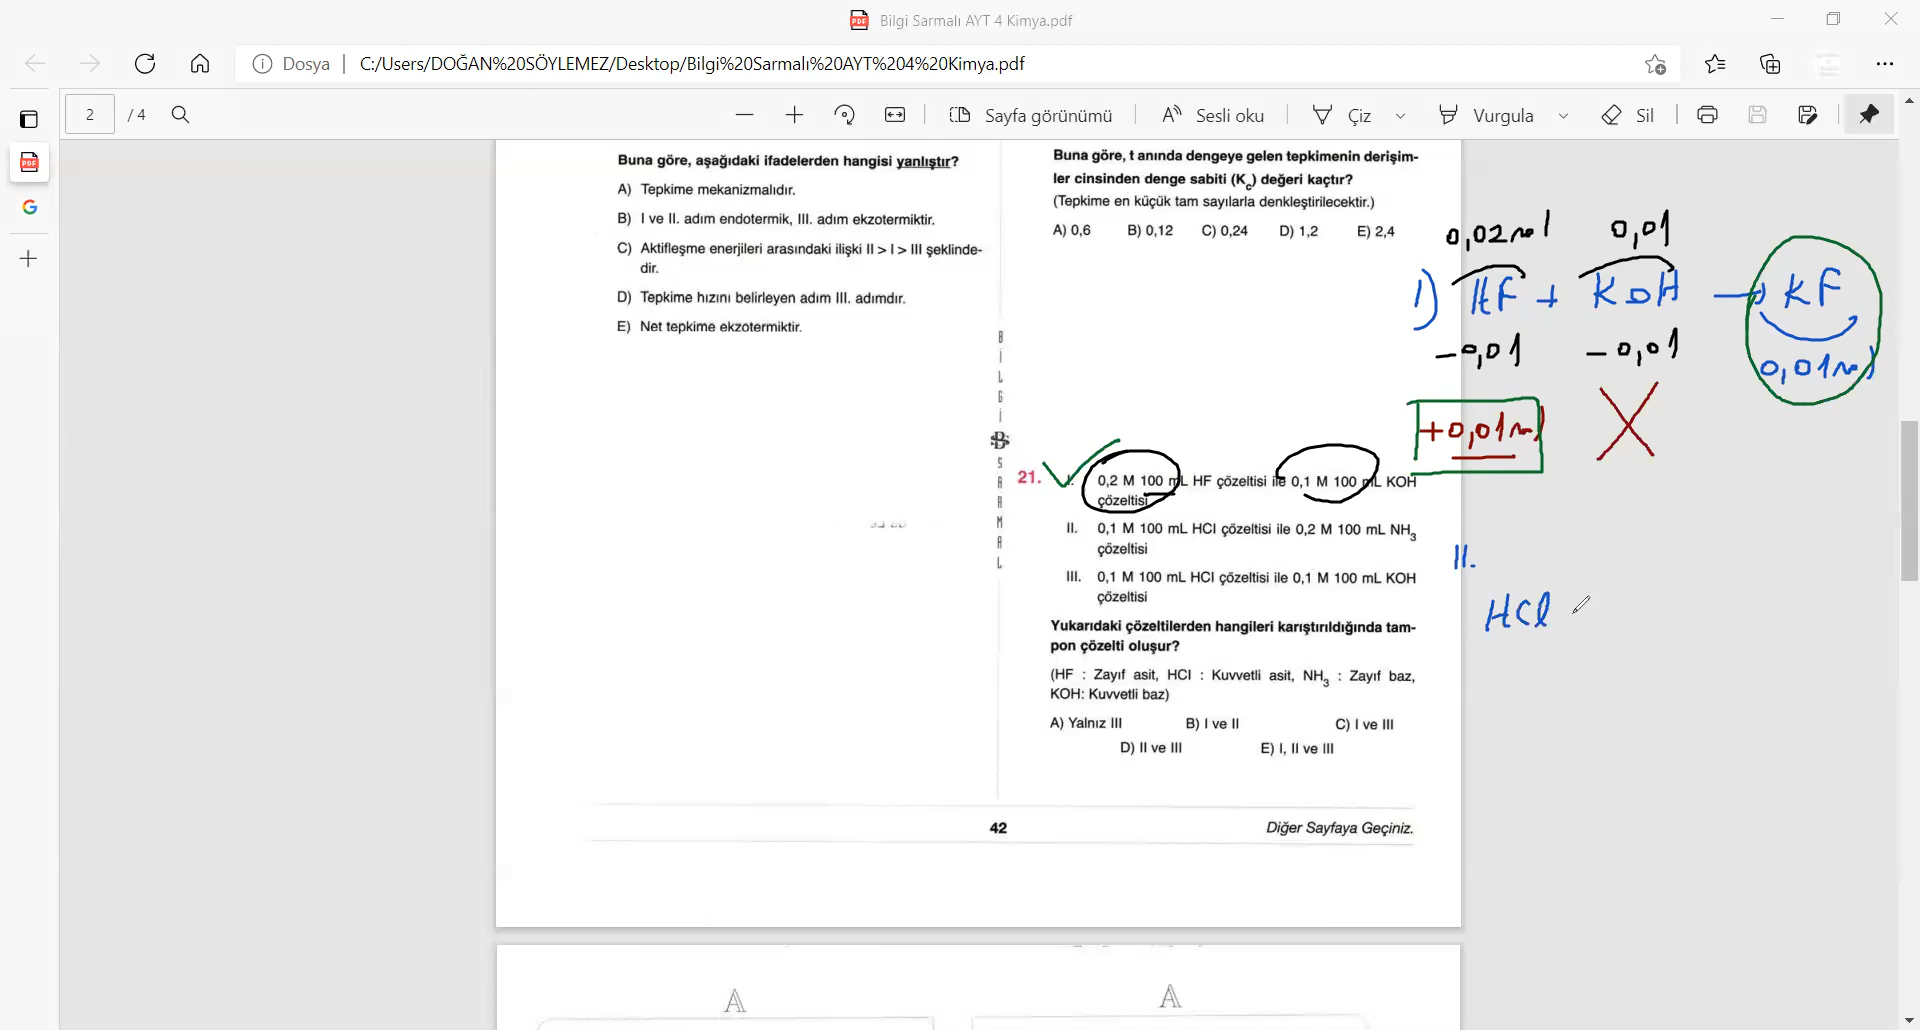 Bilgi Sarmalı AYT 4 Kimya.pdf
Dosya | C:/Users/DOĞAN%20SÖYLEMEZ/Desktop/Bilgi%20Sarmalı%20AYT%204%20Kimya.pdf
2 / 4
Sayfa görünümü
Sesli oku
Çiz
Vurgula
Sil
Buna göre, aşağıdaki ifadelerden hangisi yanlıştır?
A) Tepkime mekanizmalıdır.
B) I ve II. adım endotermik, III. adım ekzotermiktir.
C) Aktifleşme enerjileri arasındaki ilişki II > I > III şeklinde-
dir.
D) Tepkime hızını belirleyen adım III. adımdır.
E) Net tepkime ekzotermiktir.
BİLGİ SARMAL
Buna göre, t anında dengeye gelen tepkimenin derişim-
ler cinsinden denge sabiti (Kc) değeri kaçtır?
(Tepkime en küçük tam sayılarla denkleştirilecektir.)
A) 0,6 B) 0,12 C) 0,24 D) 1,2 E) 2,4
21. I. 0,2 M 100 mL HF çözeltisi ile 0,1 M 100 mL KOH
çözeltisi
II. 0,1 M 100 mL HCl çözeltisi ile 0,2 M 100 mL NH3
çözeltisi
III. 0,1 M 100 mL HCl çözeltisi ile 0,1 M 100 mL KOH
çözeltisi
Yukarıdaki çözeltilerden hangileri karıştırıldığında tam-
pon çözelti oluşur?
(HF : Zayıf asit, HCl : Kuvvetli asit, NH3 : Zayıf baz,
KOH: Kuvvetli baz)
A) Yalnız III B) I ve II C) I ve III
D) II ve III E) I, II ve III
42
Diğer Sayfaya Geçiniz.
A A
0,02 mol 0,01
1) HF + KOH → KF
-0,01 -0,01 0,01 mol
+0,01 mol
II.
HCl